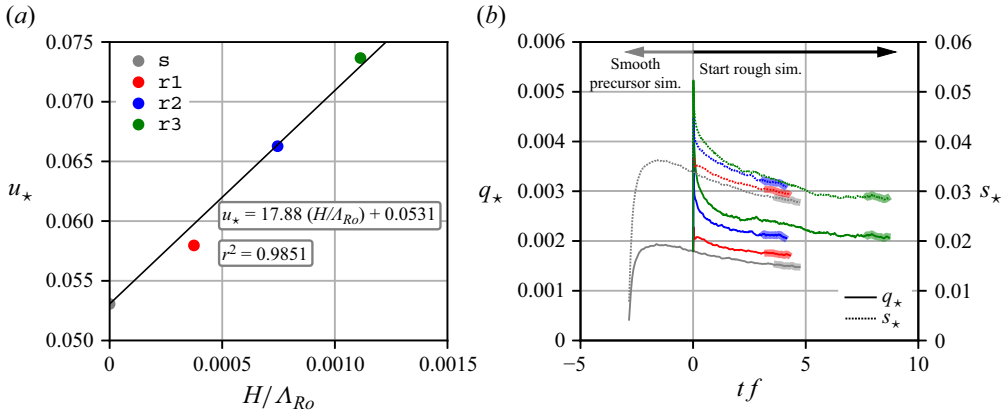 (a)
0.075
0.070
0.065
0.060
0.055
0.050
u⋆
s
r1
r2
r3
u⋆ = 17.88 (H/ΛRo) + 0.0531
r² = 0.9851
0
0.0005
0.0010
0.0015
H/ΛRo
(b)
0.006
0.005
0.004
0.003
0.002
0.001
0
q⋆
Smooth
precursor sim.
Start rough sim.
q⋆
s⋆
0.06
0.05
0.04
0.03
0.02
0.01
0
s⋆
−5
0
5
10
tf